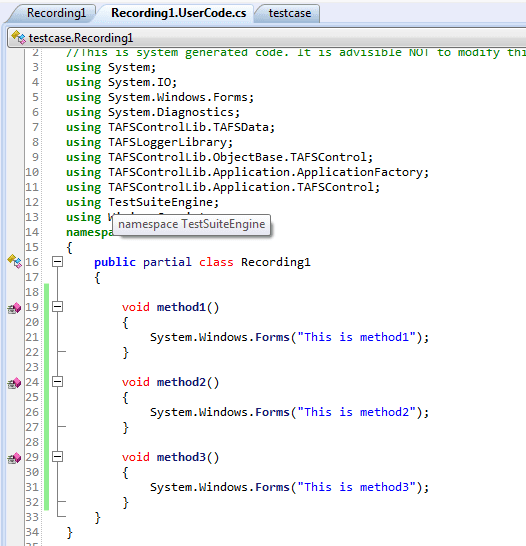 Recording1 Recording1.UserCode.cs testcase
testcase.Recording1
2 //This is system generated code. It is advisible NOT to modify thi
3 using System;
4 using System.IO;
5 using System.Windows.Forms;
6 using System.Diagnostics;
7 using TAFSControlLib.TAFSData;
8 using TAFSLoggerLibrary;
9 using TAFSControlLib.ObjectBase.TAFSControl;
10 using TAFSControlLib.Application.ApplicationFactory;
11 using TAFSControlLib.Application.TAFSControl;
12 using TestSuiteEngine;
13 using
namespace TestSuiteEngine
14 namespac
15 {
16 public partial class Recording1
17 {
18
19 void method1()
20 {
21 System.Windows.Forms("This is method1");
22 }
23
24 void method2()
25 {
26 System.Windows.Forms("This is method2");
27 }
28
29 void method3()
30 {
31 System.Windows.Forms("This is method3");
32 }
33 }
34 }
35